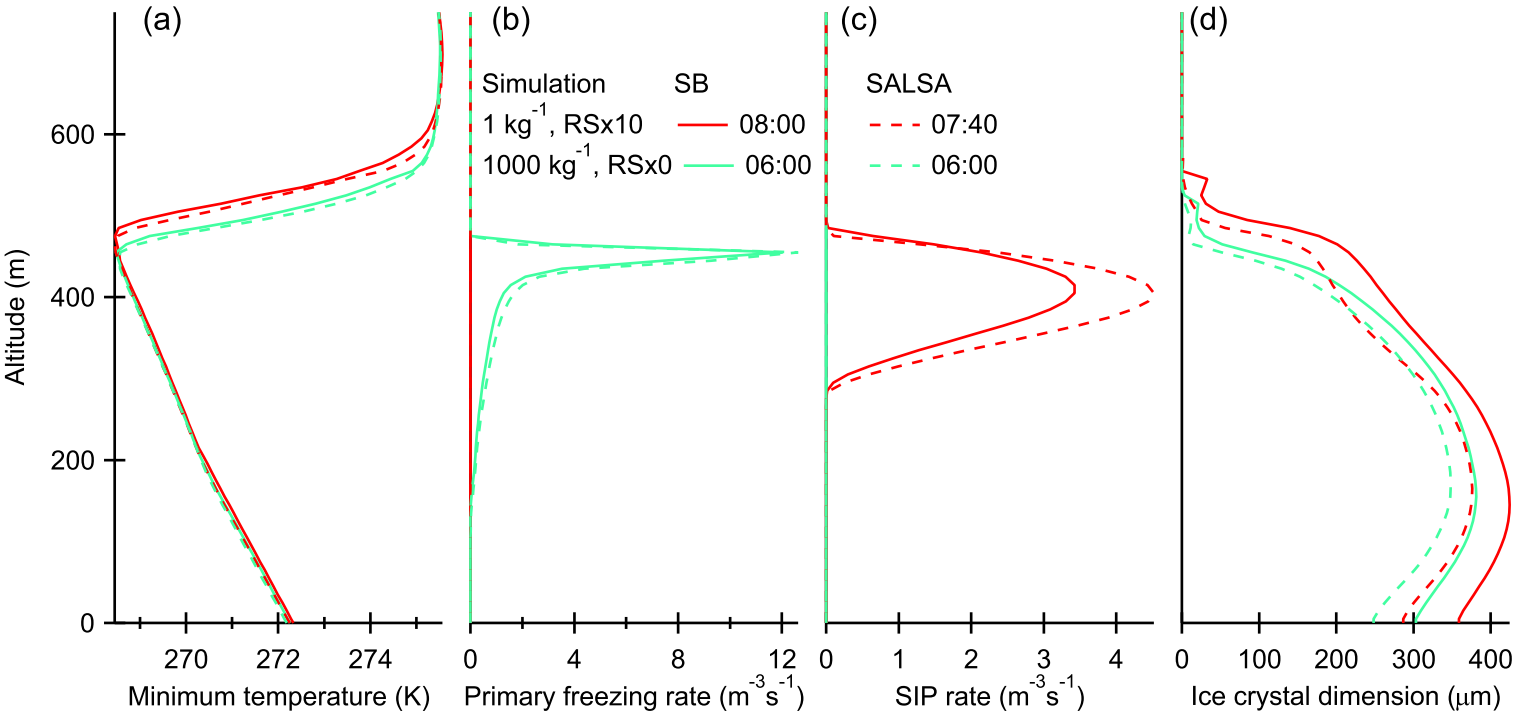 (a) (b) (c) (d)
Simulation SB SALSA
1 kg⁻¹, RSx10 08:00 07:40
1000 kg⁻¹, RSx0 06:00 06:00
Altitude (m)
600
400
200
0
270 272 274
0 4 8 12
0 1 2 3 4
0 100 200 300 400
Minimum temperature (K)
Primary freezing rate (m⁻³s⁻¹)
SIP rate (m⁻³s⁻¹)
Ice crystal dimension (μm)